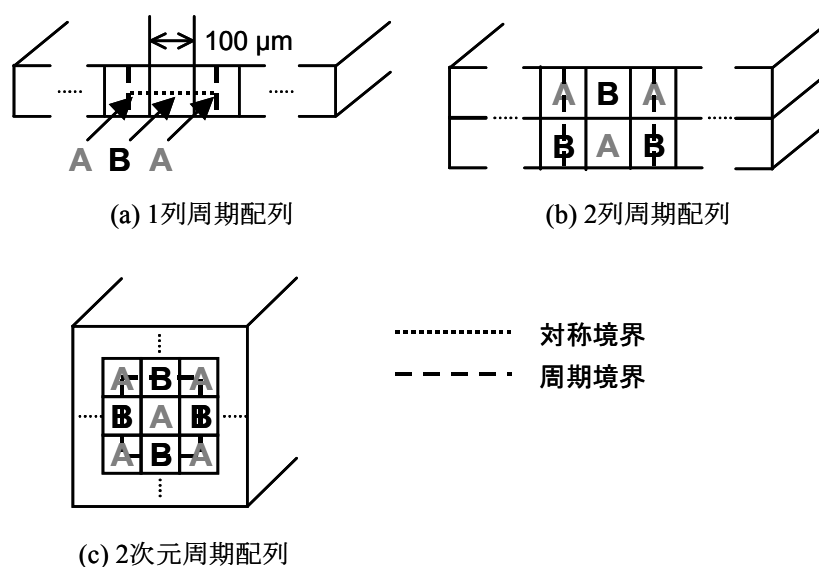 100 μm
A B A
(a) 1列周期配列
A B A
B A B
(b) 2列周期配列
A B A
B A B
A B A
(c) 2次元周期配列
対称境界
周期境界